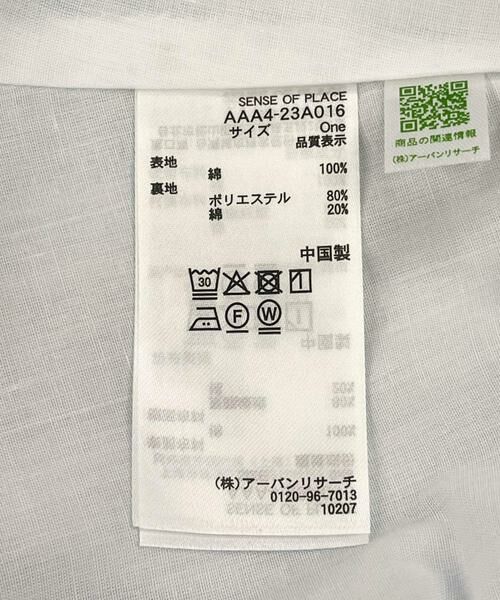 SENSE OF PLACE
AAA4-23A016
サイズ One
品質表示
表地
綿 100%
裏地
ポリエステル 80%
綿 20%
中国製
30
F W
(株)アーバンリサーチ
0120-96-7013
10207
商品の関連情報
(株)アーバンリサーチ